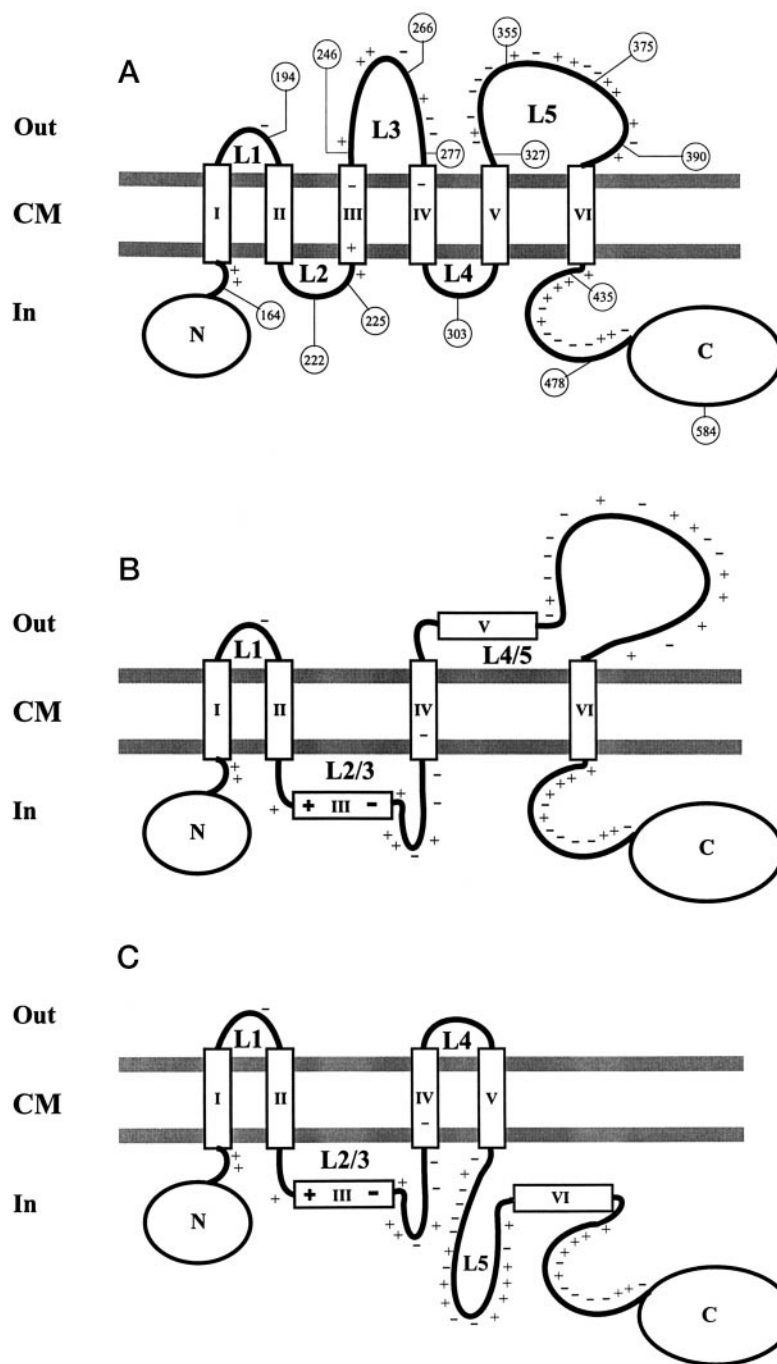 A
Out
CM
In
194
246
266
355
375
L1
L3
L5
277
327
390
I
II
III
IV
V
VI
L2
L4
N
164
222
225
303
435
478
C
584
+ -
B
Out
CM
In
L1
V
L4/5
I
II
IV
VI
L2/3
+ III -
N
C
C
Out
CM
In
L1
L4
I
II
IV
V
L2/3
+ III -
VI
L5
N
C